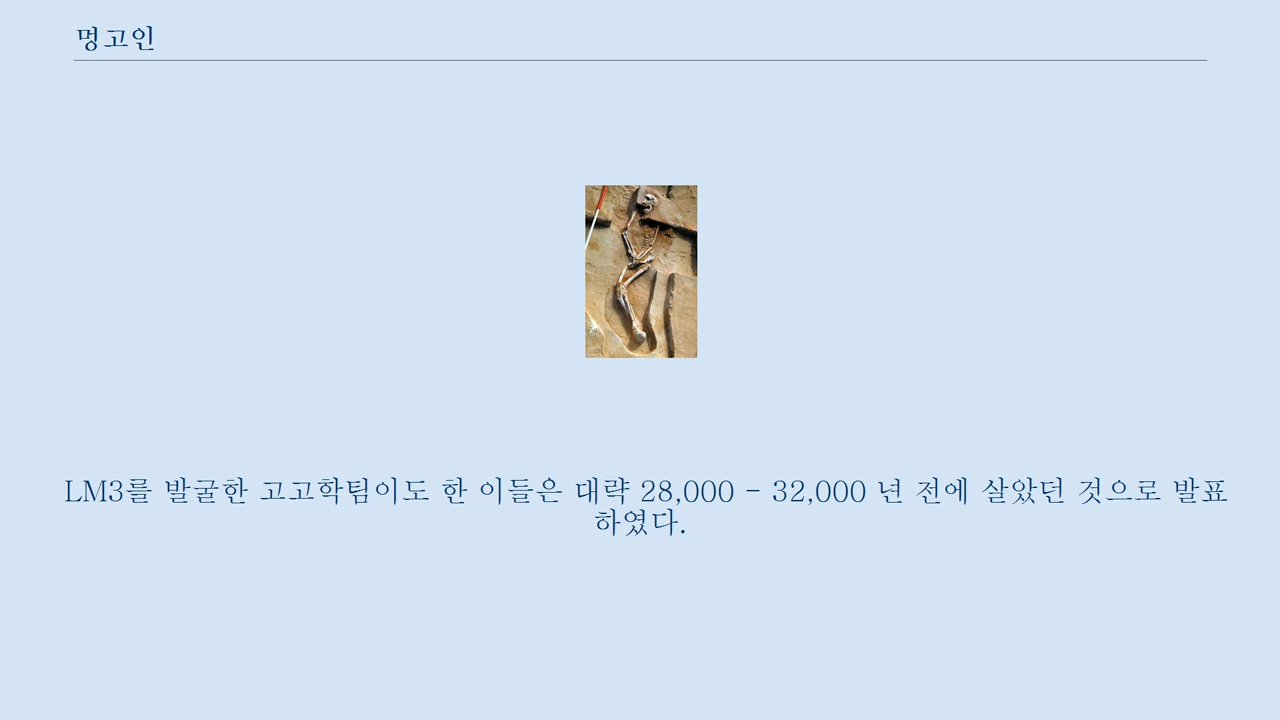 멍고인
LM3를 발굴한 고고학팀이도 한 이들은 대략 28,000 - 32,000 년 전에 살았던 것으로 발표
하였다.